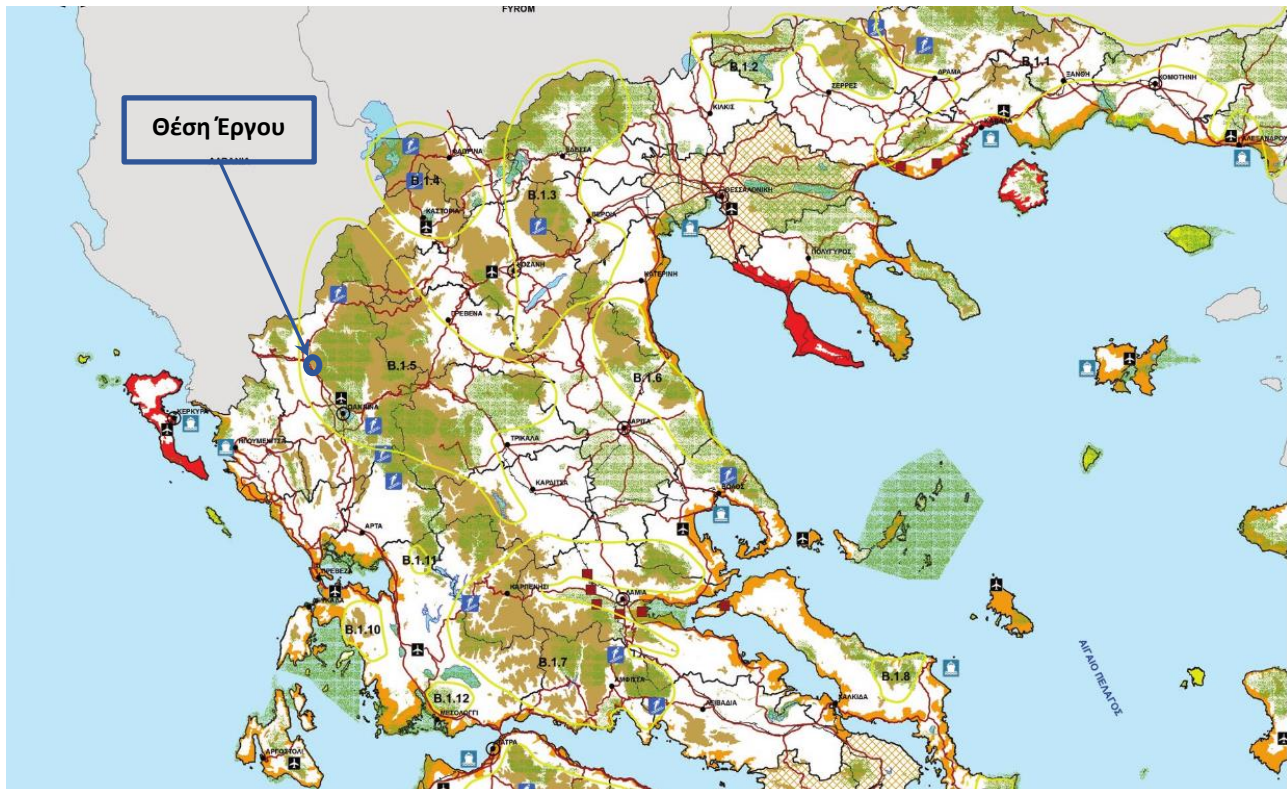 FYROM
Θέση Έργου
Β.1.2
Β.1.1
ΔΡΑΜΑ
ΞΑΝΘΗ
ΚΟΜΟΤΗΝΗ
ΣΕΡΡΕΣ
ΚΙΛΚΙΣ
ΚΑΒΑΛΑ
ΦΛΩΡΙΝΑ
ΕΔΕΣΣΑ
Β.1.4
Β.1.3
ΘΕΣΣΑΛΟΝΙΚΗ
ΚΑΣΤΟΡΙΑ
ΒΕΡΟΙΑ
ΠΟΛΥΓΥΡΟΣ
ΚΟΖΑΝΗ
ΚΑΤΕΡΙΝΗ
ΓΡΕΒΕΝΑ
Β.1.5
Β.1.6
ΚΕΡΚΥΡΑ
ΗΓΟΥΜΕΝΙΤΣΑ
ΛΑΡΙΣΑ
ΤΡΙΚΑΛΑ
ΚΑΡΔΙΤΣΑ
ΒΟΛΟΣ
ΑΡΤΑ
Β.1.11
ΠΡΕΒΕΖΑ
ΚΑΡΠΕΝΗΣΙ
ΛΑΜΙΑ
Β.1.10
Β.1.7
Β.1.8
ΑΜΦΙΣΣΑ
ΛΕΙΒΑΔΙΑ
ΧΑΛΚΙΔΑ
Β.1.12
ΜΕΣΟΛΟΓΓΙ
ΠΑΤΡΑ
ΑΡΓΟΣΤΟΛΙ
ΑΙΓΑΙΟ ΠΕΛΑΓΟΣ